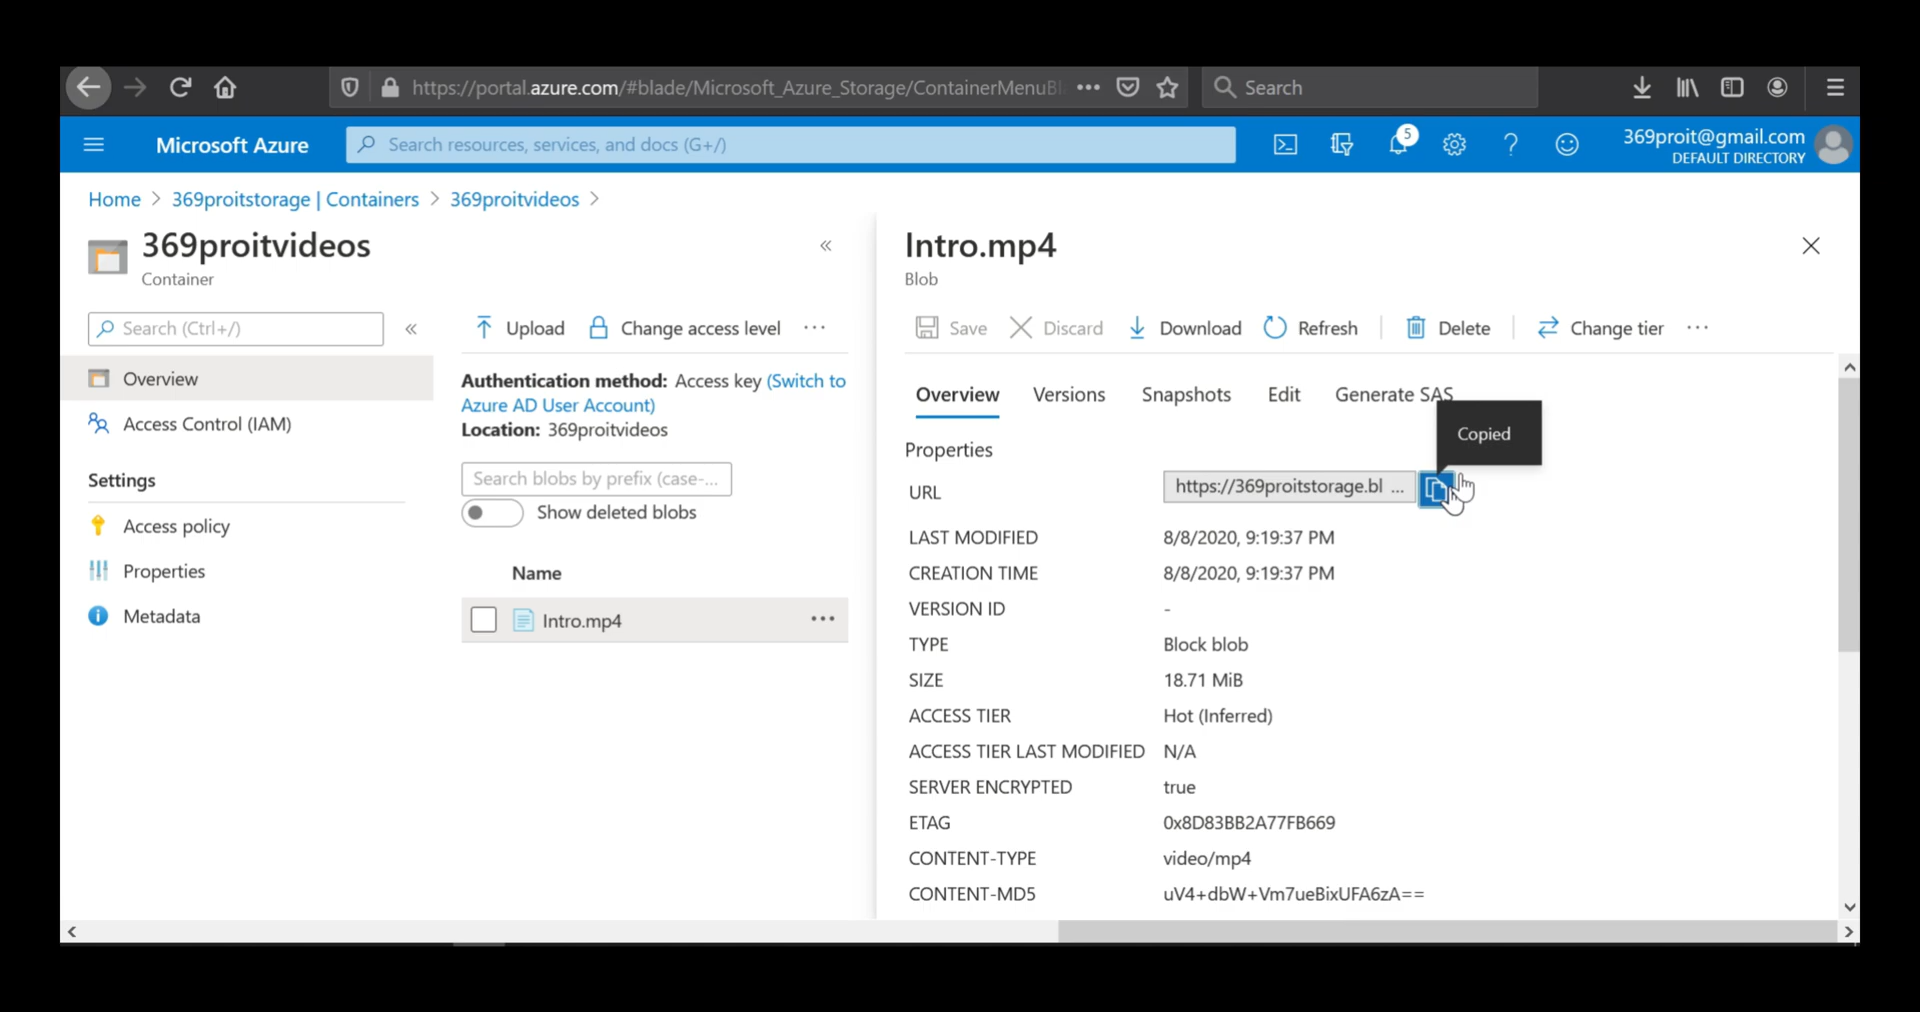 https://portal.azure.com/#blade/Microsoft_Azure_Storage/ContainerMenuBl
Search
Microsoft Azure
Search resources, services, and docs (G+/)
5
369proit@gmail.com
DEFAULT DIRECTORY
Home > 369proitstorage | Containers > 369proitvideos >
369proitvideos
Container
Search (Ctrl+/)
Overview
Access Control (IAM)
Settings
Access policy
Properties
Metadata
Upload Change access level ...
Authentication method: Access key (Switch to
Azure AD User Account)
Location: 369proitvideos
Search blobs by prefix (case-...
Show deleted blobs
Name
Intro.mp4 ...
Intro.mp4
Blob
Save Discard Download Refresh Delete Change tier ...
Overview Versions Snapshots Edit Generate SAS
Copied
Properties
URL https://369proitstorage.bl ...
LAST MODIFIED 8/8/2020, 9:19:37 PM
CREATION TIME 8/8/2020, 9:19:37 PM
VERSION ID -
TYPE Block blob
SIZE 18.71 MiB
ACCESS TIER Hot (Inferred)
ACCESS TIER LAST MODIFIED N/A
SERVER ENCRYPTED true
ETAG 0x8D83BB2A77FB669
CONTENT-TYPE video/mp4
CONTENT-MD5 uV4+dbW+Vm7ueBixUFA6zA==